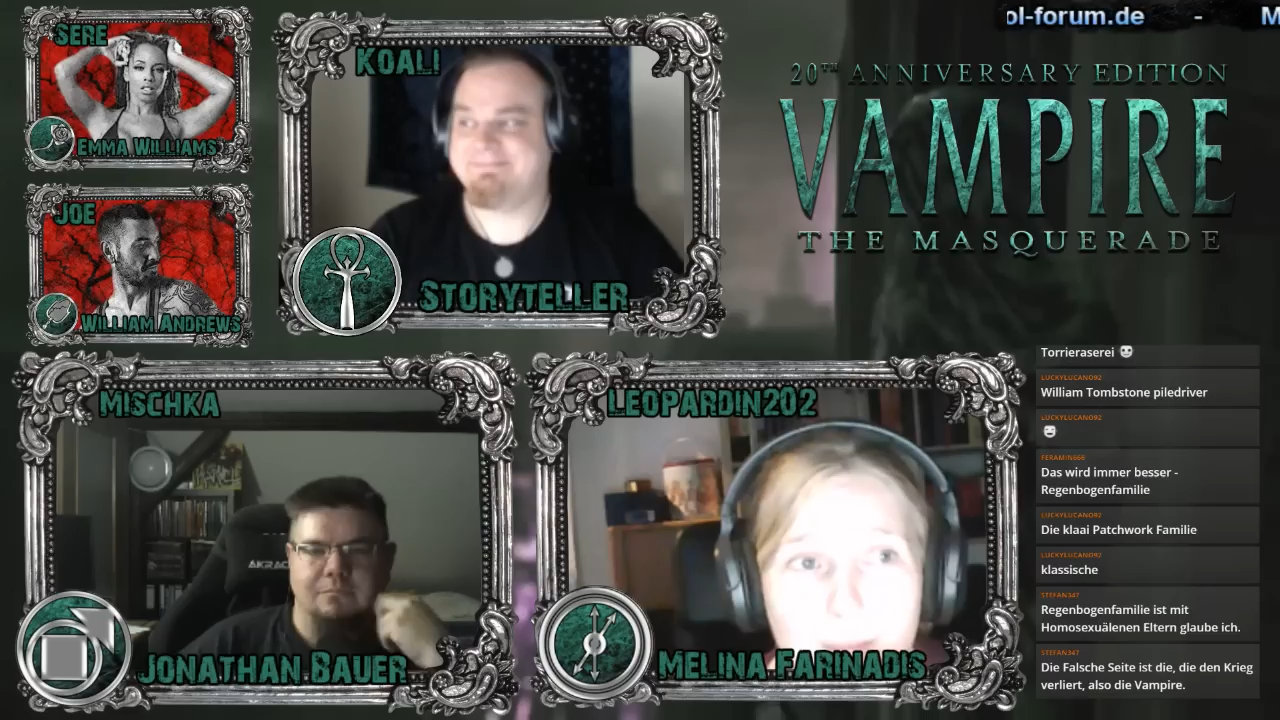 SERE
EMMA WILLIAMS
JOE
WILLIAM ANDREWS
KOALI
STORYTELLER
ol-forum.de - M
20TH ANNIVERSARY EDITION
VAMPIRE
THE MASQUERADE
MISCHKA
AKRAC
JONATHAN BAUER
LEOPARDIN202
MELINA FARINADIS
Torrieraserei
LUCKYLUCANO92
William Tombstone piledriver
LUCKYLUCANO92
FERAMIN666
Das wird immer besser -
Regenbogenfamilie
LUCKYLUCANO92
Die klaai Patchwork Familie
LUCKYLUCANO92
klassische
STEFAN347
Regenbogenfamilie ist mit
Homosexuälenen Eltern glaube ich.
STEFAN347
Die Falsche Seite ist die, die den Krieg
verliert, also die Vampire.